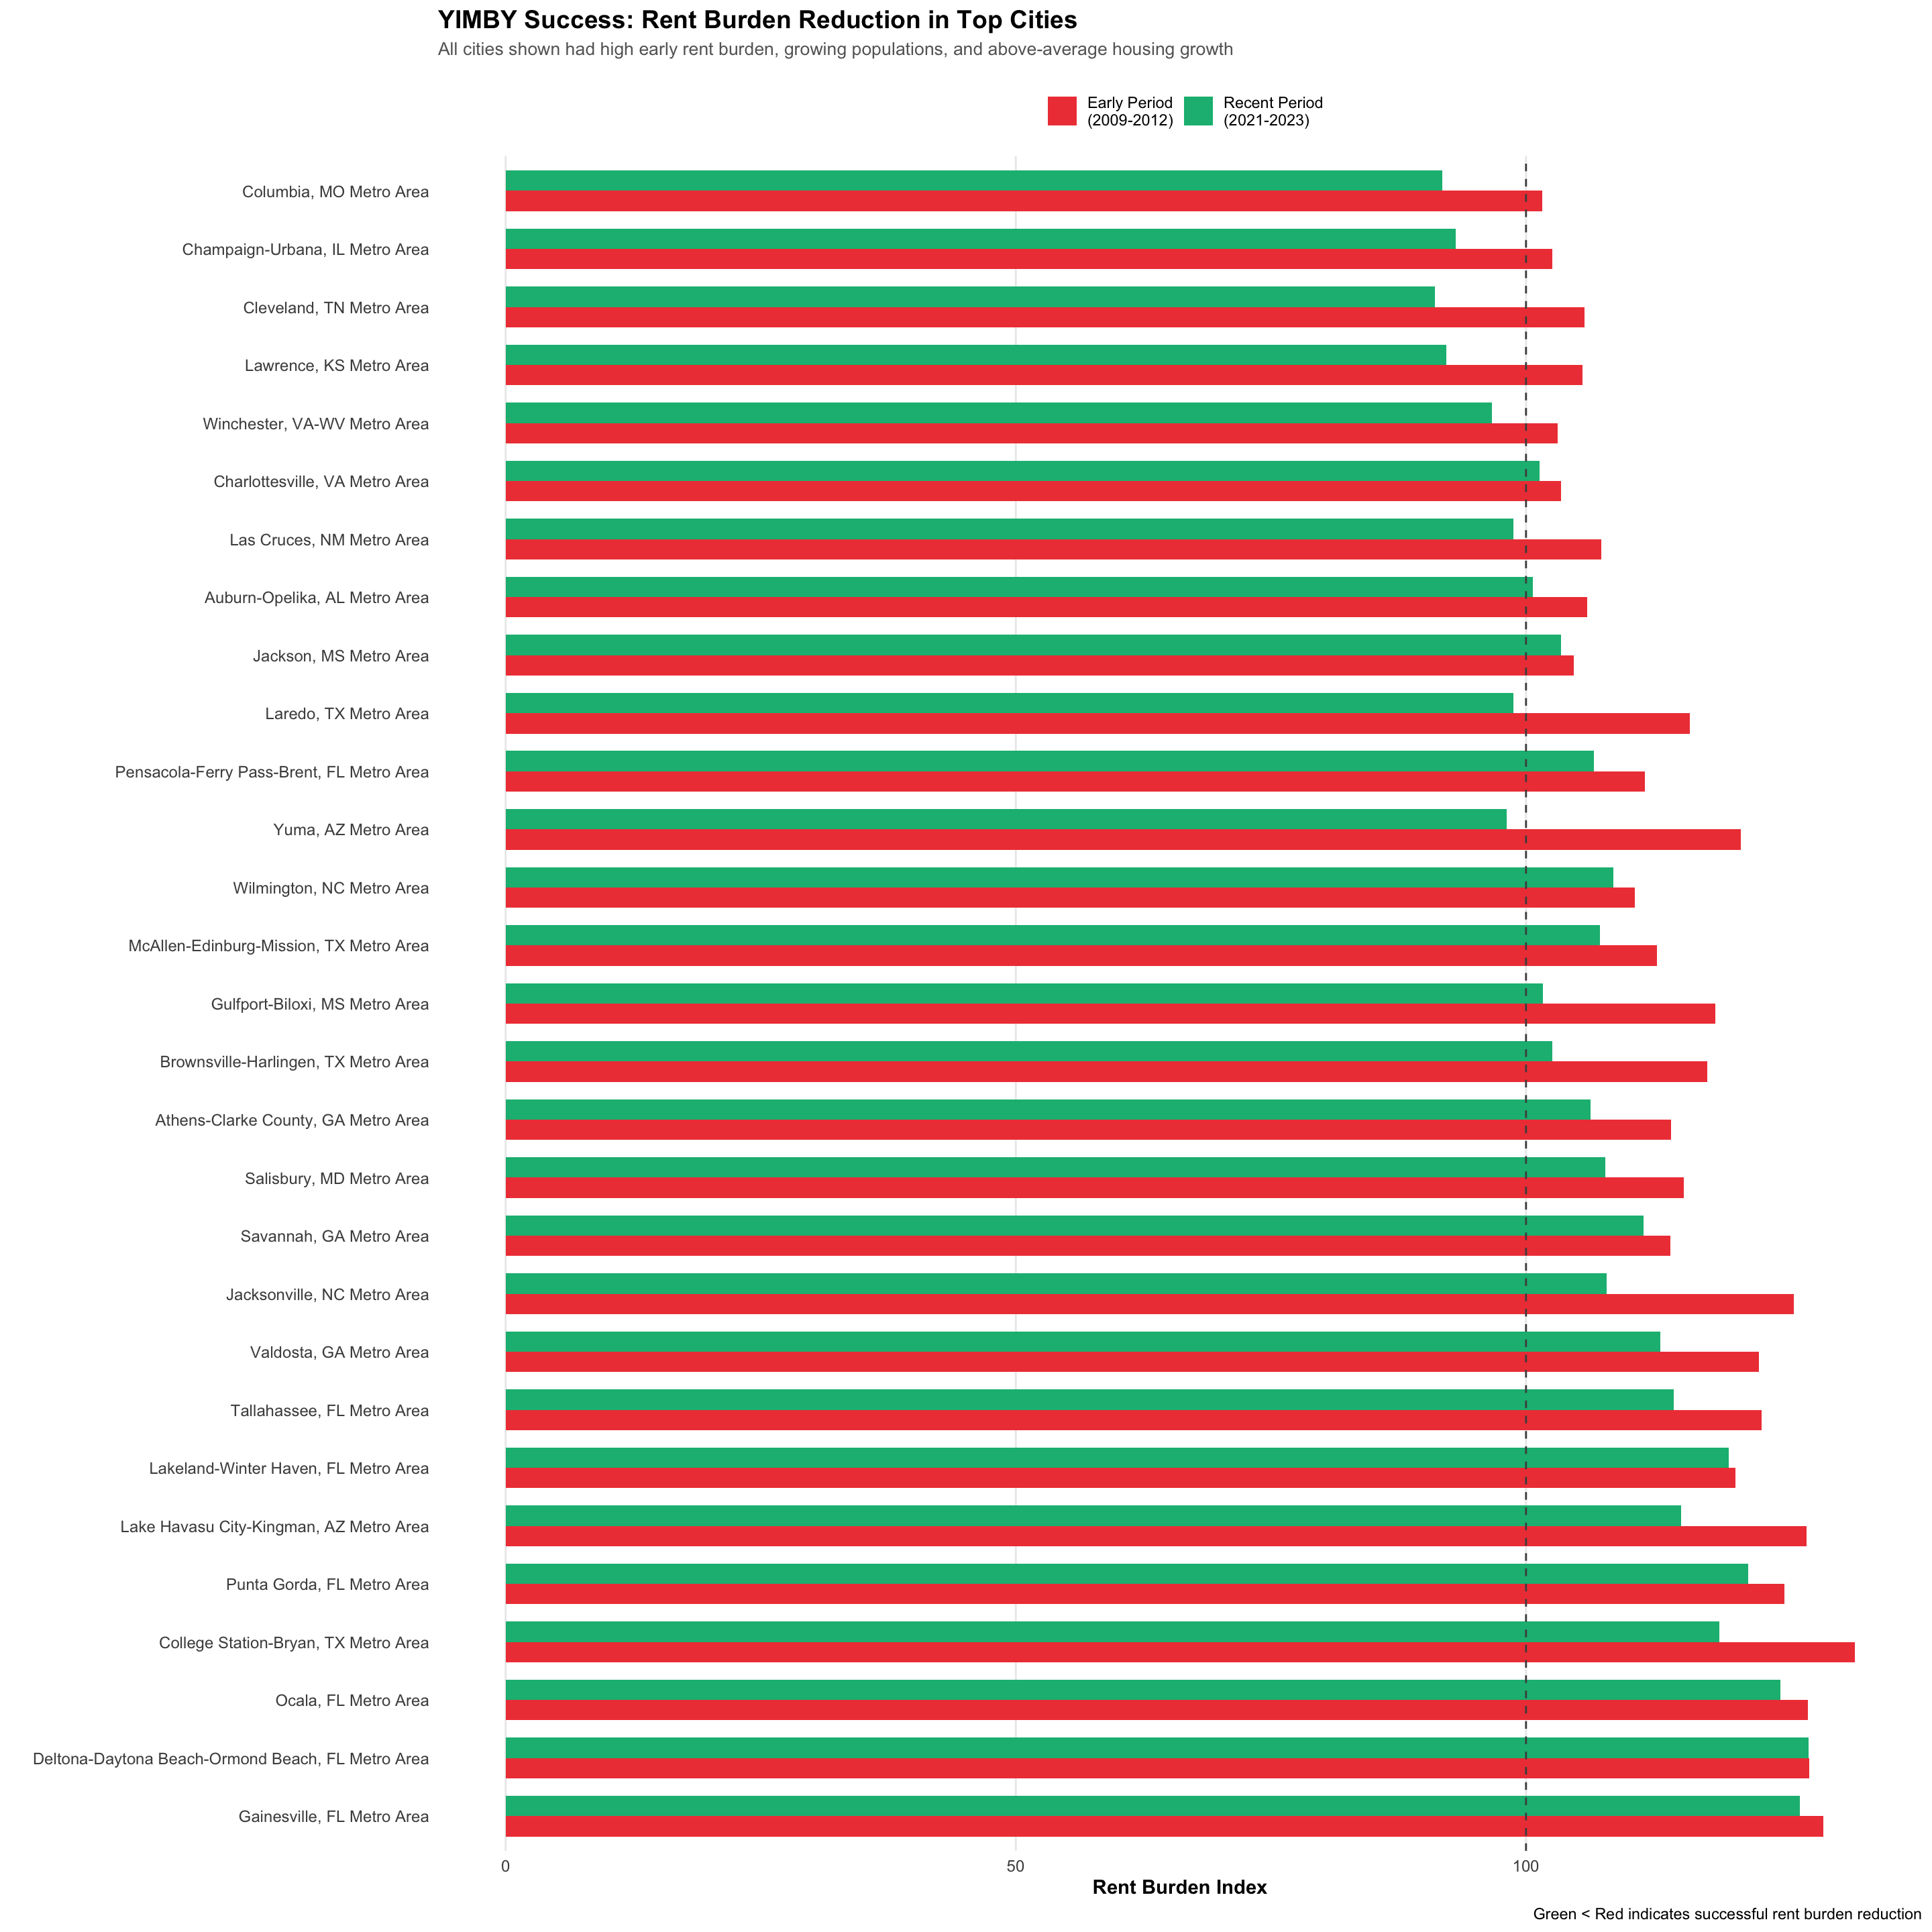 YIMBY Success: Rent Burden Reduction in Top Cities
All cities shown had high early rent burden, growing populations, and above-average housing growth
Early Period
(2009-2012)
Recent Period
(2021-2023)
Columbia, MO Metro Area
Champaign-Urbana, IL Metro Area
Cleveland, TN Metro Area
Lawrence, KS Metro Area
Winchester, VA-WV Metro Area
Charlottesville, VA Metro Area
Las Cruces, NM Metro Area
Auburn-Opelika, AL Metro Area
Jackson, MS Metro Area
Laredo, TX Metro Area
Pensacola-Ferry Pass-Brent, FL Metro Area
Yuma, AZ Metro Area
Wilmington, NC Metro Area
McAllen-Edinburg-Mission, TX Metro Area
Gulfport-Biloxi, MS Metro Area
Brownsville-Harlingen, TX Metro Area
Athens-Clarke County, GA Metro Area
Salisbury, MD Metro Area
Savannah, GA Metro Area
Jacksonville, NC Metro Area
Valdosta, GA Metro Area
Tallahassee, FL Metro Area
Lakeland-Winter Haven, FL Metro Area
Lake Havasu City-Kingman, AZ Metro Area
Punta Gorda, FL Metro Area
College Station-Bryan, TX Metro Area
Ocala, FL Metro Area
Deltona-Daytona Beach-Ormond Beach, FL Metro Area
Gainesville, FL Metro Area
0 50 100
Rent Burden Index
Green < Red indicates successful rent burden reduction